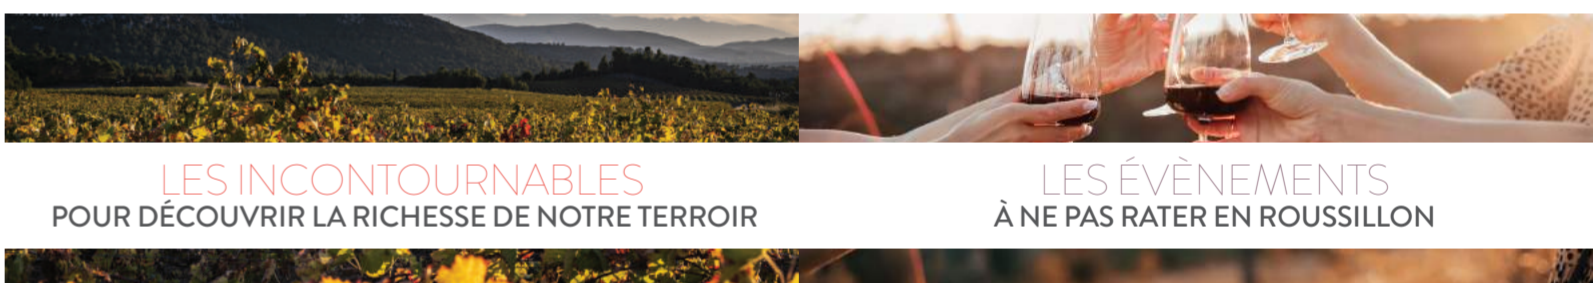 LES INCONTOURNABLES
POUR DÉCOUVRIR LA RICHESSE DE NOTRE TERROIR
LES ÉVÈNEMENTS
À NE PAS RATER EN ROUSSILLON